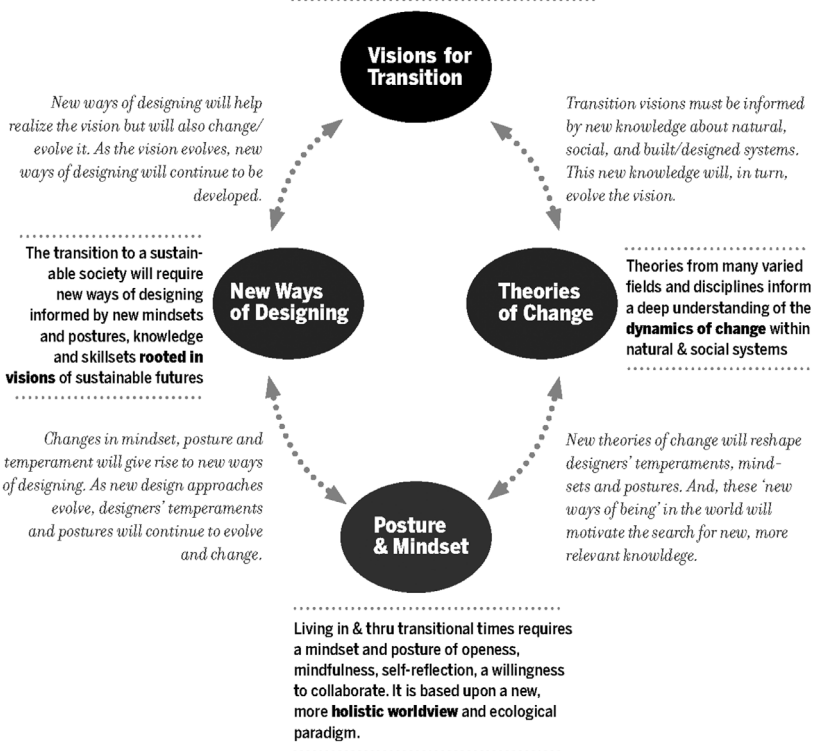 Visions for
Transition
New ways of designing will help
realize the vision but will also change/
evolve it. As the vision evolves, new
ways of designing will continue to be
developed.
Transition visions must be informed
by new knowledge about natural,
social, and built/designed systems.
This new knowledge will, in turn,
evolve the vision.
The transition to a sustain-
able society will require
new ways of designing
informed by new mindsets
and postures, knowledge
and skillsets rooted in
visions of sustainable futures
New Ways
of Designing
Theories
of Change
Theories from many varied
fields and disciplines inform
a deep understanding of the
dynamics of change within
natural & social systems
Changes in mindset, posture and
temperament will give rise to new ways
of designing. As new design approaches
evolve, designers' temperaments
and postures will continue to evolve
and change.
New theories of change will reshape
designers' temperaments, mind-
sets and postures. And, these 'new
ways of being' in the world will
motivate the search for new, more
relevant knowldege.
Posture
& Mindset
Living in & thru transitional times requires
a mindset and posture of openess,
mindfulness, self-reflection, a willingness
to collaborate. It is based upon a new,
more holistic worldview and ecological
paradigm.